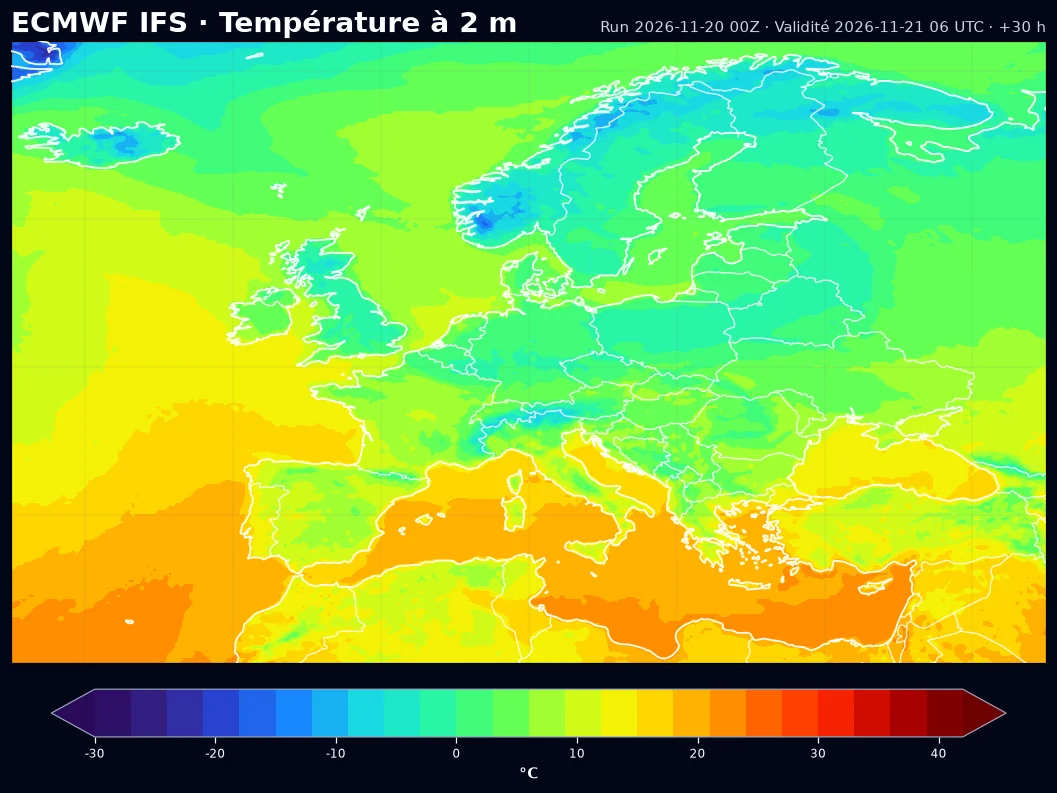 ECMWF IFS · Température à 2 m
Run 2026-11-20 00Z · Validité 2026-11-21 06 UTC · +30 h
-30 -20 -10 0 10 20 30 40
°C